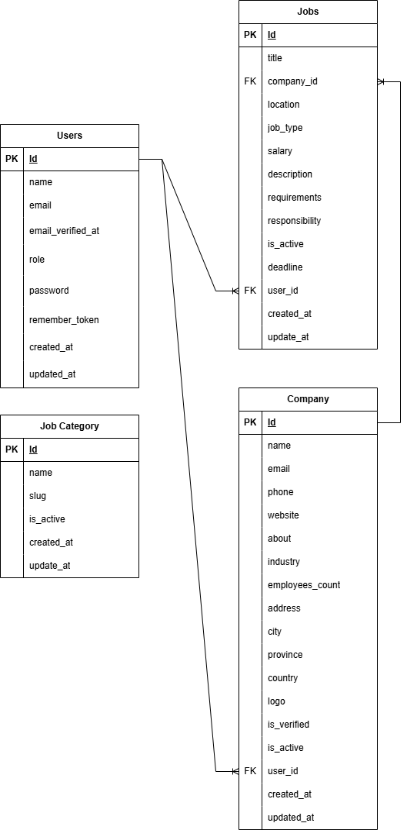 Jobs
PK Id
title
FK company_id
location
job_type
salary
description
requirements
responsibility
is_active
deadline
FK user_id
created_at
update_at
Users
PK Id
name
email
email_verified_at
role
password
remember_token
created_at
updated_at
Job Category
PK Id
name
slug
is_active
created_at
update_at
Company
PK Id
name
email
phone
website
about
industry
employees_count
address
city
province
country
logo
is_verified
is_active
FK user_id
created_at
updated_at